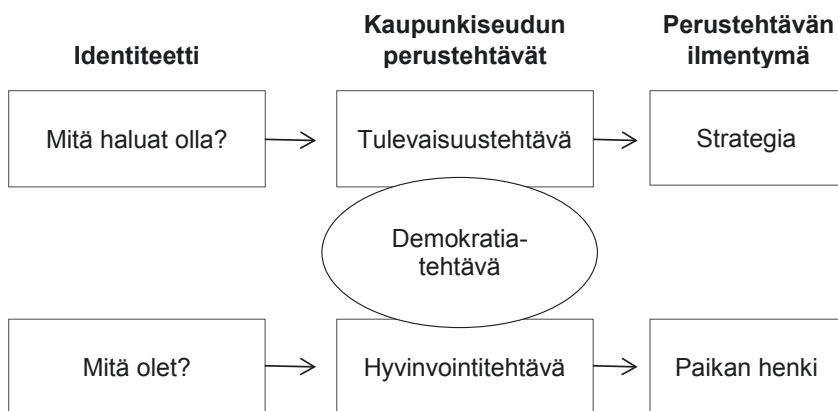 Identiteetti
Kaupunkiseudun
perustehtävät
Perustehtävän
ilmentymä
Mitä haluat olla?
Tulevaisuustehtävä
Strategia
Demokratia-
tehtävä
Mitä olet?
Hyvinvointitehtävä
Paikan henki